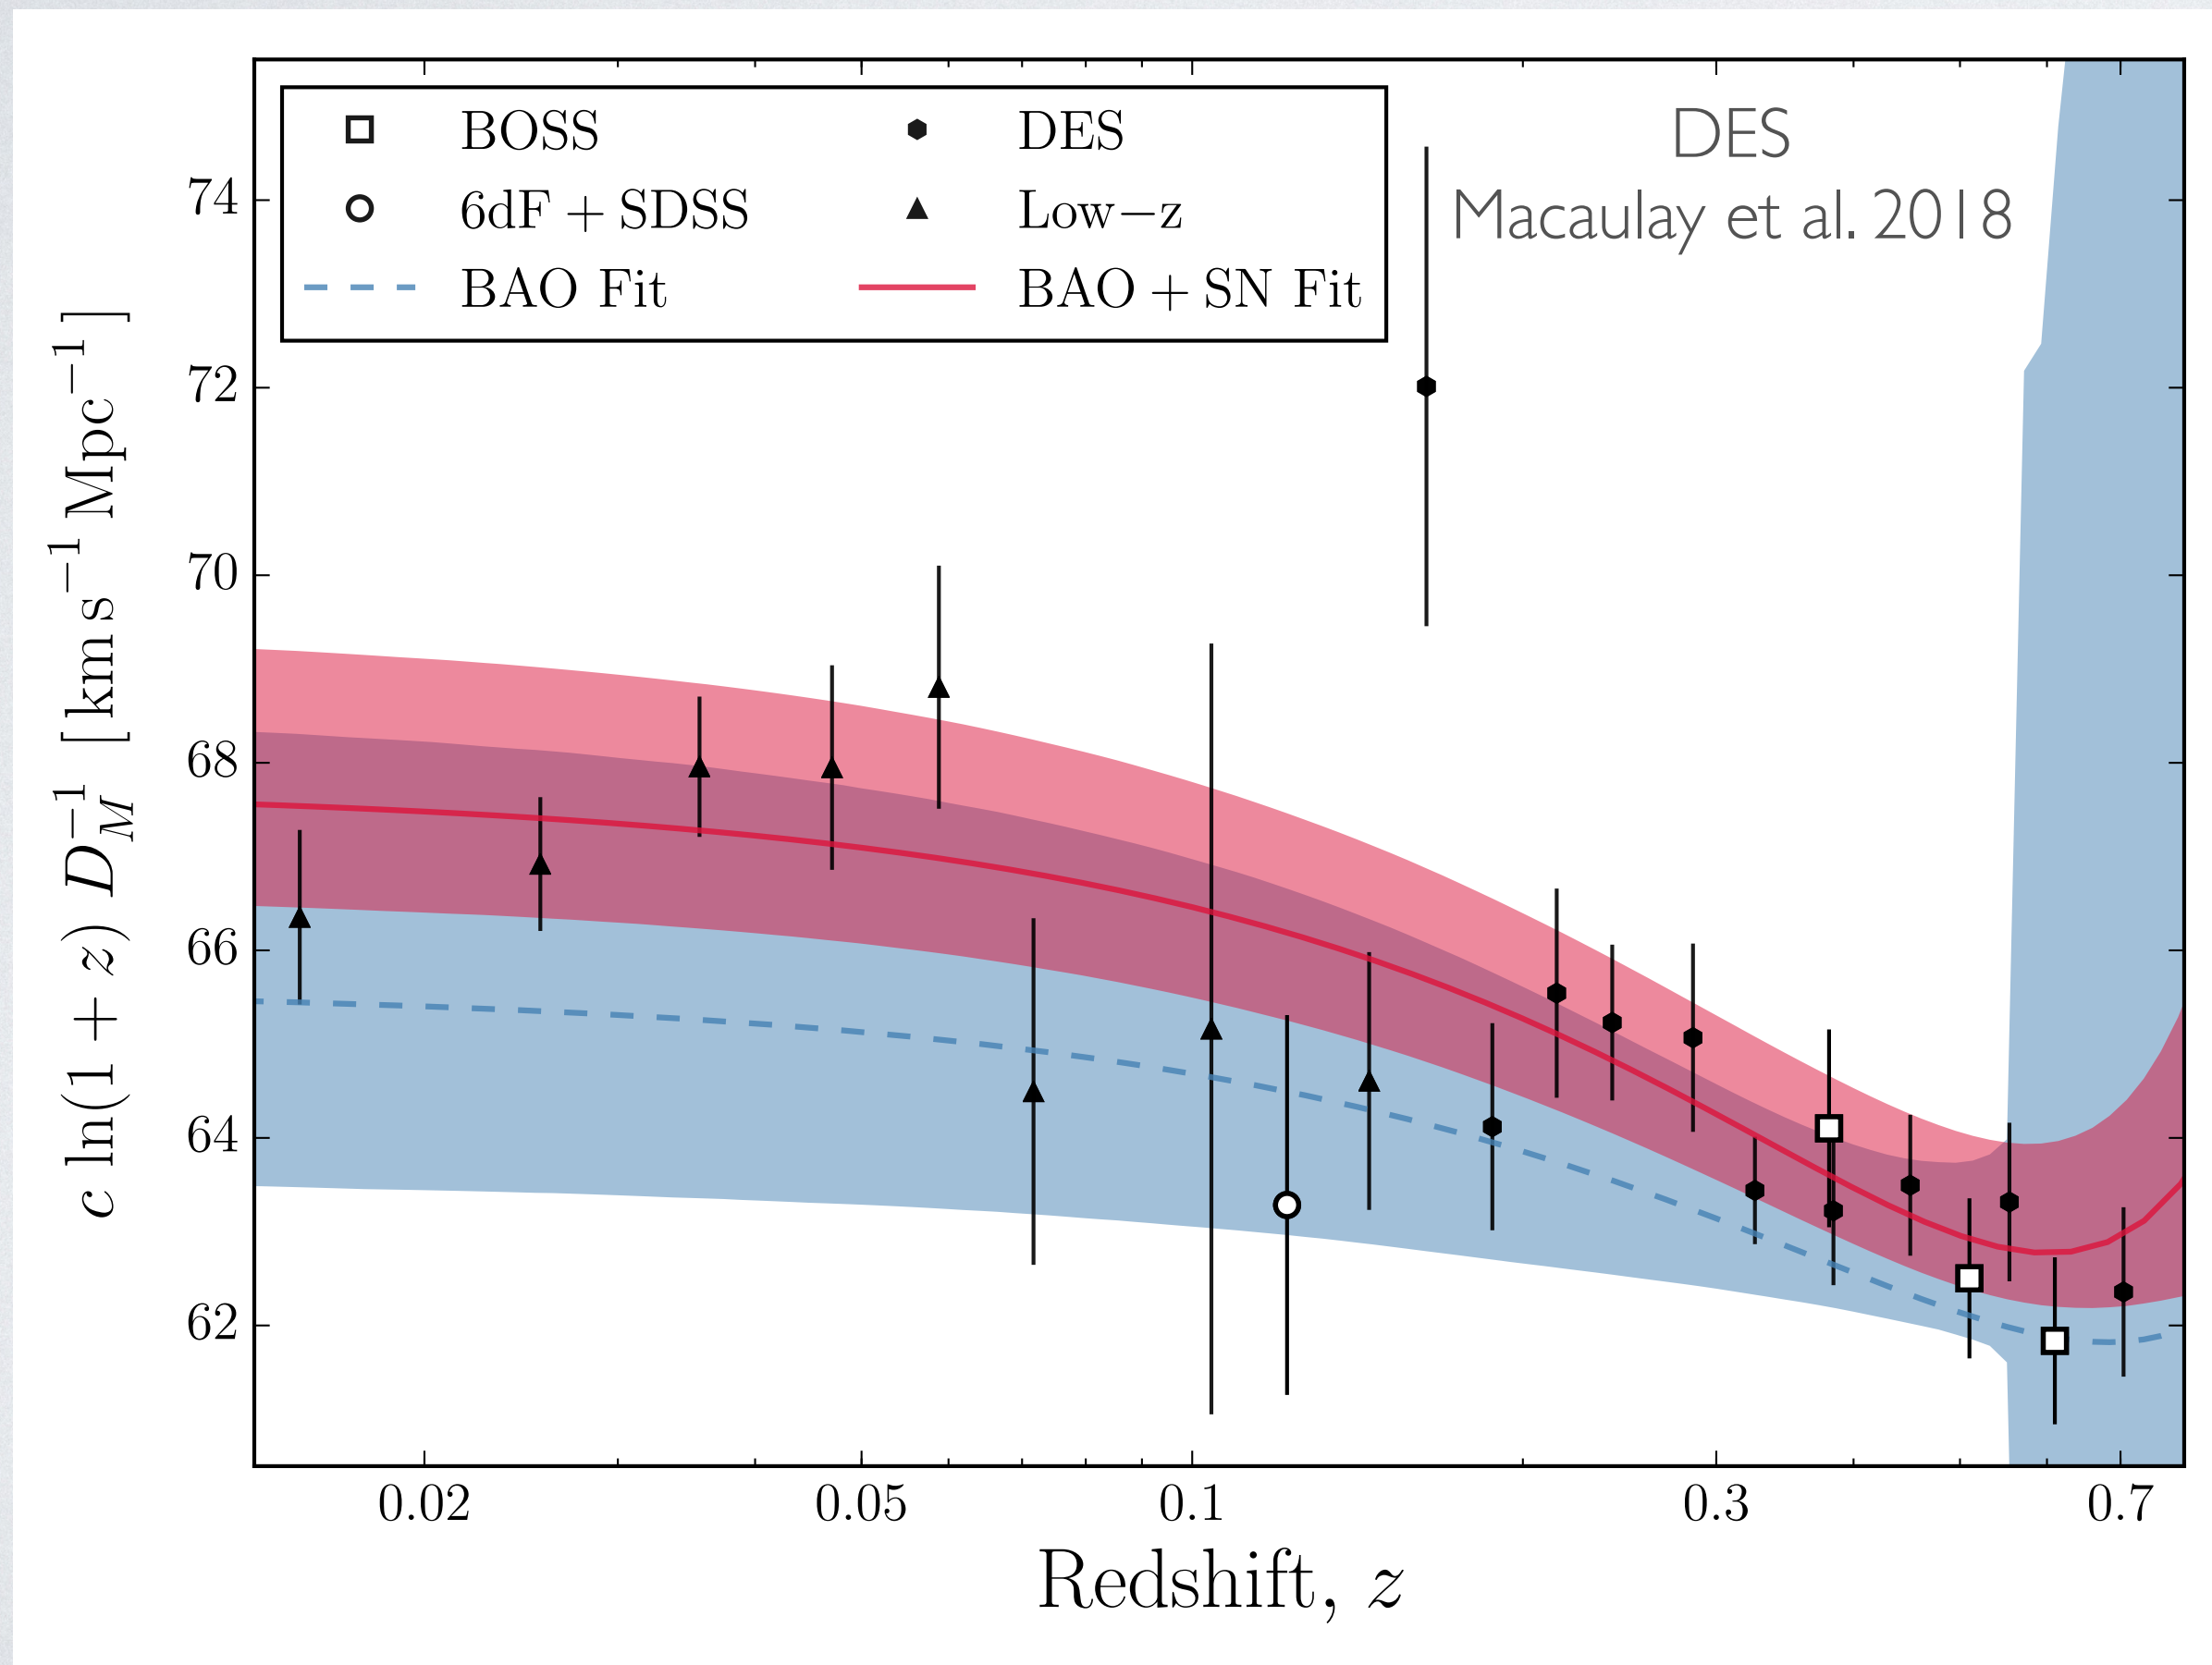 BOSS
DES
6dF + SDSS
Low−z
BAO Fit
BAO + SN Fit
DES
Macaulay et al. 2018
74
72
70
68
66
64
62
c ln(1 + z) D_M^{−1} [km s^{−1} Mpc^{−1}]
0.02
0.05
0.1
0.3
0.7
Redshift, z